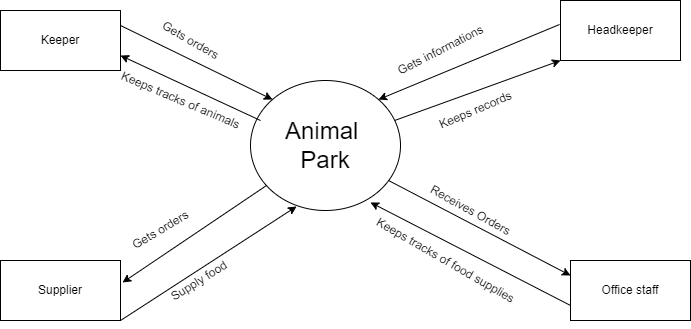 Keeper
Gets orders
Keeps tracks of animals
Headkeeper
Gets informations
Keeps records
Animal
Park
Supplier
Gets orders
Supply food
Receives Orders
Keeps tracks of food supplies
Office staff